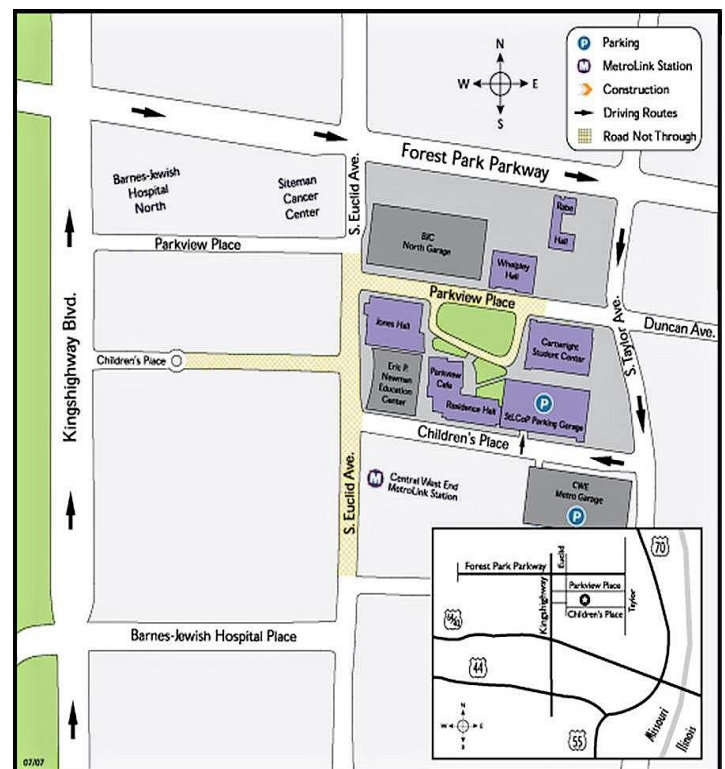 P Parking
M MetroLink Station
Construction
Driving Routes
Road Not Through
N
W E
S
Forest Park Parkway
Barnes-Jewish
Hospital
North
Siteman
Cancer
Center
S. Euclid Ave.
Rabe
Hall
BJC
North Garage
Whelpley
Hall
Parkview Place
Parkview Place
Kingshighway Blvd.
S. Taylor Ave.
Duncan Ave.
Jones Hall
Cartwright
Student Center
Children's Place
Eric P.
Newman
Education
Center
Parkview
Cafe
Residence Hall
P
StLCoP Parking Garage
Children's Place
S. Euclid Ave.
M
Central West End
MetroLink Station
CWE
Metro Garage
P
Barnes-Jewish Hospital Place
70
Euclid
Forest Park Parkway
Parkview Place
Kingshighway
Taylor
Children's Place
64/40
44
N
W E
S
55
Missouri
Illinois
07/07